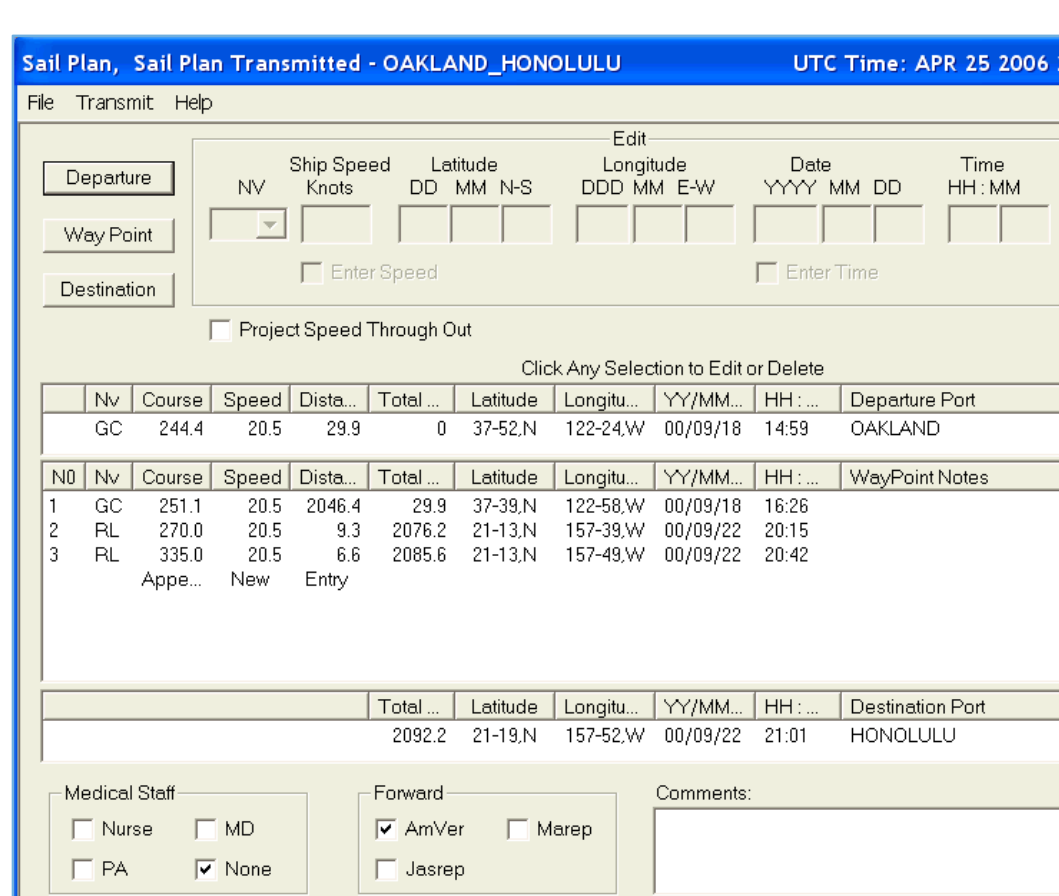 Sail Plan, Sail Plan Transmitted - OAKLAND_HONOLULU UTC Time: APR 25 2006
File Transmit Help
Edit
Departure
Ship Speed Latitude Longitude Date Time
NV Knots DD MM N-S DDD MM E-W YYYY MM DD HH : MM
Way Point
Enter Speed Enter Time
Destination
Project Speed Through Out
Click Any Selection to Edit or Delete
Nv Course Speed Dista... Total ... Latitude Longitu... YY/MM... HH : ... Departure Port
GC 244.4 20.5 29.9 0 37-52,N 122-24,W 00/09/18 14:59 OAKLAND
N0 Nv Course Speed Dista... Total ... Latitude Longitu... YY/MM... HH : ... WayPoint Notes
1 GC 251.1 20.5 2046.4 29.9 37-39,N 122-58,W 00/09/18 16:26
2 RL 270.0 20.5 9.3 2076.2 21-13,N 157-39,W 00/09/22 20:15
3 RL 335.0 20.5 6.6 2085.6 21-13,N 157-49,W 00/09/22 20:42
Appe... New Entry
Total ... Latitude Longitu... YY/MM... HH : ... Destination Port
2092.2 21-19,N 157-52,W 00/09/22 21:01 HONOLULU
Medical Staff Forward Comments:
Nurse MD AmVer Marep
PA None Jasrep